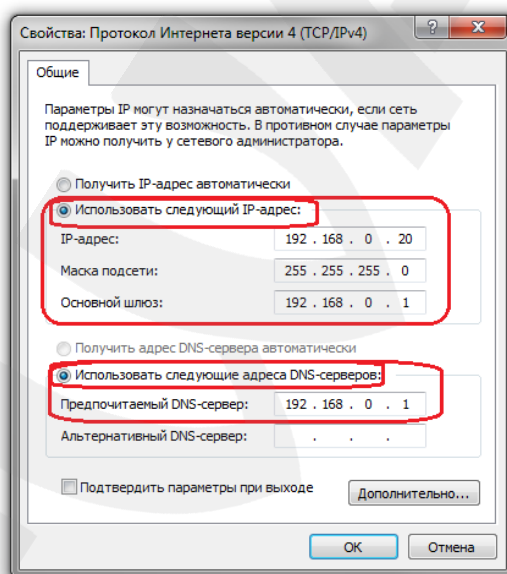 Свойства: Протокол Интернета версии 4 (TCP/IPv4)
Общие
Параметры IP могут назначаться автоматически, если сеть
поддерживает эту возможность. В противном случае параметры
IP можно получить у сетевого администратора.
Получить IP-адрес автоматически
Использовать следующий IP-адрес:
IP-адрес: 192 . 168 . 0 . 20
Маска подсети: 255 . 255 . 255 . 0
Основной шлюз: 192 . 168 . 0 . 1
Получить адрес DNS-сервера автоматически
Использовать следующие адреса DNS-серверов:
Предпочитаемый DNS-сервер: 192 . 168 . 0 . 1
Альтернативный DNS-сервер: . . .
Подтвердить параметры при выходе
Дополнительно...
ОК Отмена